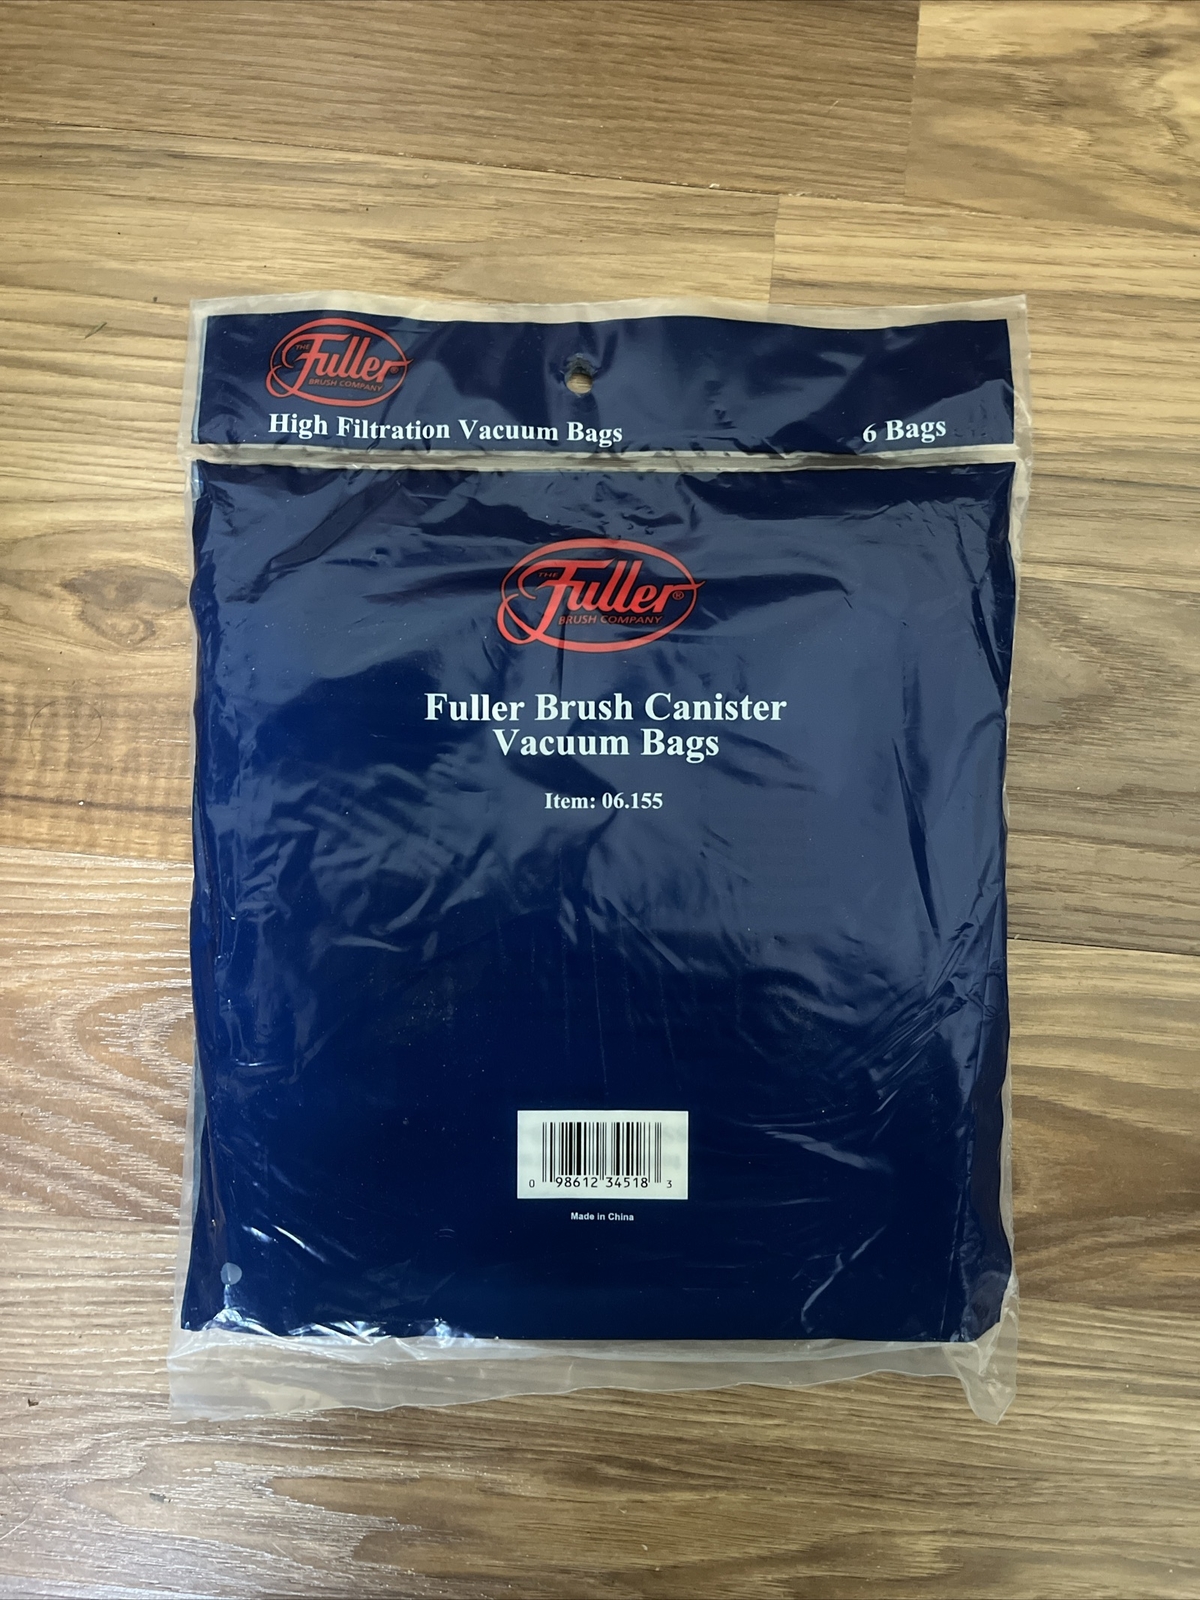 THE
Fuller®
BRUSH COMPANY
High Filtration Vacuum Bags
6 Bags
THE
Fuller®
BRUSH COMPANY
Fuller Brush Canister
Vacuum Bags
Item: 06.155
0 98612 34518 3
Made in China